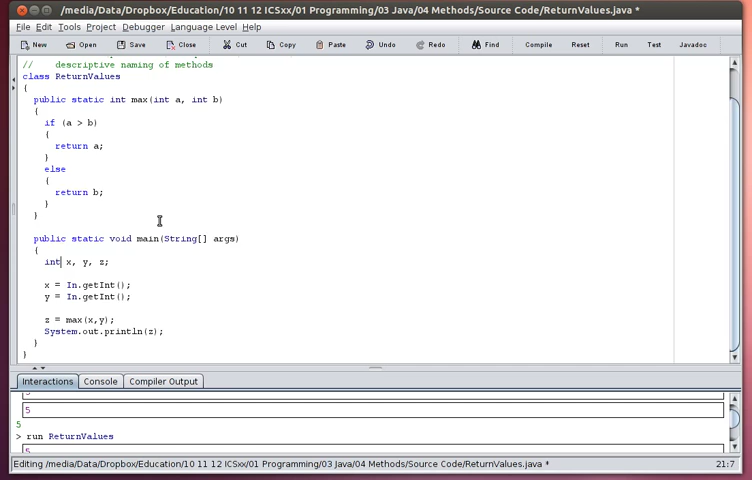 /media/Data/Dropbox/Education/10 11 12 ICSxx/01 Programming/03 Java/04 Methods/Source Code/ReturnValues.java *
File Edit Tools Project Debugger Language Level Help
New Open Save Close Cut Copy Paste Undo Redo Find Compile Reset Run Test Javadoc
// descriptive naming of methods
class ReturnValues
{
public static int max(int a, int b)
{
if (a > b)
{
return a;
}
else
{
return b;
}
}
public static void main(String[] args)
{
int x, y, z;
x = In.getInt();
y = In.getInt();
z = max(x,y);
System.out.println(z);
}
}
Interactions Console Compiler Output
5
5
> run ReturnValues
Editing /media/Data/Dropbox/Education/10 11 12 ICSxx/01 Programming/03 Java/04 Methods/Source Code/ReturnValues.java * 21:7